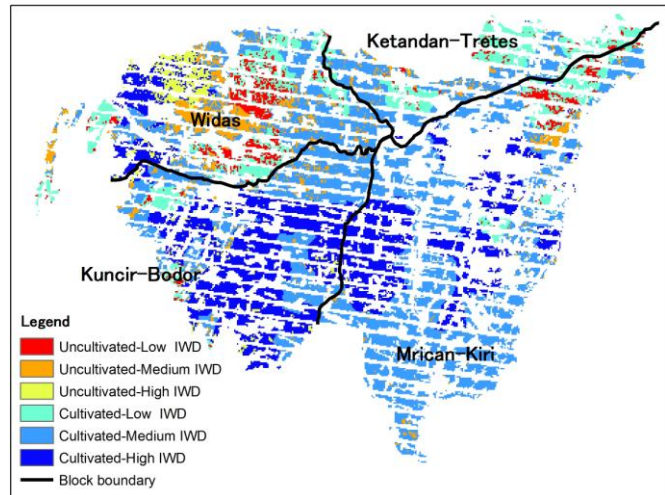 Ketandan-Tretes
Widas
Kuncir-Bodor
Mrican-Kiri
Legend
Uncultivated-Low IWD
Uncultivated-Medium IWD
Uncultivated-High IWD
Cultivated-Low IWD
Cultivated-Medium IWD
Cultivated-High IWD
Block boundary